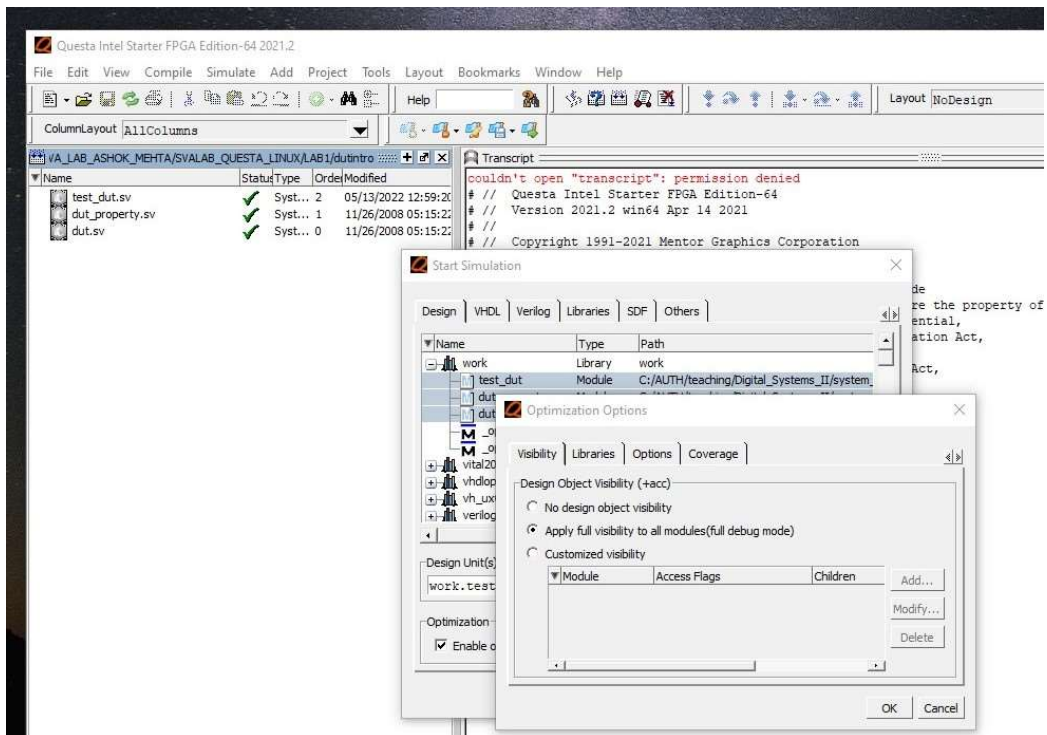 Questa Intel Starter FPGA Edition-64 2021.2
File Edit View Compile Simulate Add Project Tools Layout Bookmarks Window Help
Help
Layout NoDesign
ColumnLayout AllColumns
VA_LAB_ASHOK_MEHTA/SVALAB_QUESTA_LINUX/LAB1/dutintro
Name Status Type Order Modified
test_dut.sv Syst... 2 05/13/2022 12:59:20
dut_property.sv Syst... 1 11/26/2008 05:15:22
dut.sv Syst... 0 11/26/2008 05:15:22
Transcript
couldn't open "transcript": permission denied
# // Questa Intel Starter FPGA Edition-64
# // Version 2021.2 win64 Apr 14 2021
# //
# // Copyright 1991-2021 Mentor Graphics Corporation
de
re the property of
ential,
ation Act,
Act,
Start Simulation
Design VHDL Verilog Libraries SDF Others
Name Type Path
work Library work
test_dut Module C:/AUTH/teaching/Digital_Systems_II/system_
dut
dut
M _o
M _o
vital20
vhdlop
vh_ux
verilog
Design Unit(s)
work.test
Optimization
Enable o
Optimization Options
Visibility Libraries Options Coverage
Design Object Visibility (+acc)
No design object visibility
Apply full visibility to all modules(full debug mode)
Customized visibility
Module Access Flags Children
Add...
Modify...
Delete
OK Cancel